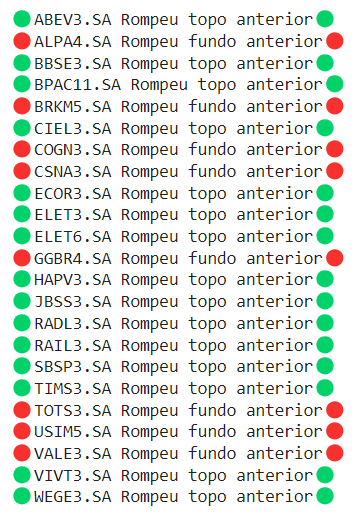 🟢ABEV3.SA Rompeu topo anterior🟢
🔴ALPA4.SA Rompeu fundo anterior🔴
🟢BBSE3.SA Rompeu topo anterior🟢
🟢BPAC11.SA Rompeu topo anterior🟢
🔴BRKM5.SA Rompeu fundo anterior🔴
🟢CIEL3.SA Rompeu topo anterior🟢
🔴COGN3.SA Rompeu fundo anterior🔴
🔴CSNA3.SA Rompeu fundo anterior🔴
🟢ECOR3.SA Rompeu topo anterior🟢
🟢ELET3.SA Rompeu topo anterior🟢
🟢ELET6.SA Rompeu topo anterior🟢
🔴GGBR4.SA Rompeu fundo anterior🔴
🟢HAPV3.SA Rompeu topo anterior🟢
🟢JBSS3.SA Rompeu topo anterior🟢
🟢RADL3.SA Rompeu topo anterior🟢
🟢RAIL3.SA Rompeu topo anterior🟢
🟢SBSP3.SA Rompeu topo anterior🟢
🟢TIMS3.SA Rompeu topo anterior🟢
🔴TOTS3.SA Rompeu fundo anterior🔴
🔴USIM5.SA Rompeu fundo anterior🔴
🔴VALE3.SA Rompeu fundo anterior🔴
🟢VIVT3.SA Rompeu topo anterior🟢
🟢WEGE3.SA Rompeu topo anterior🟢